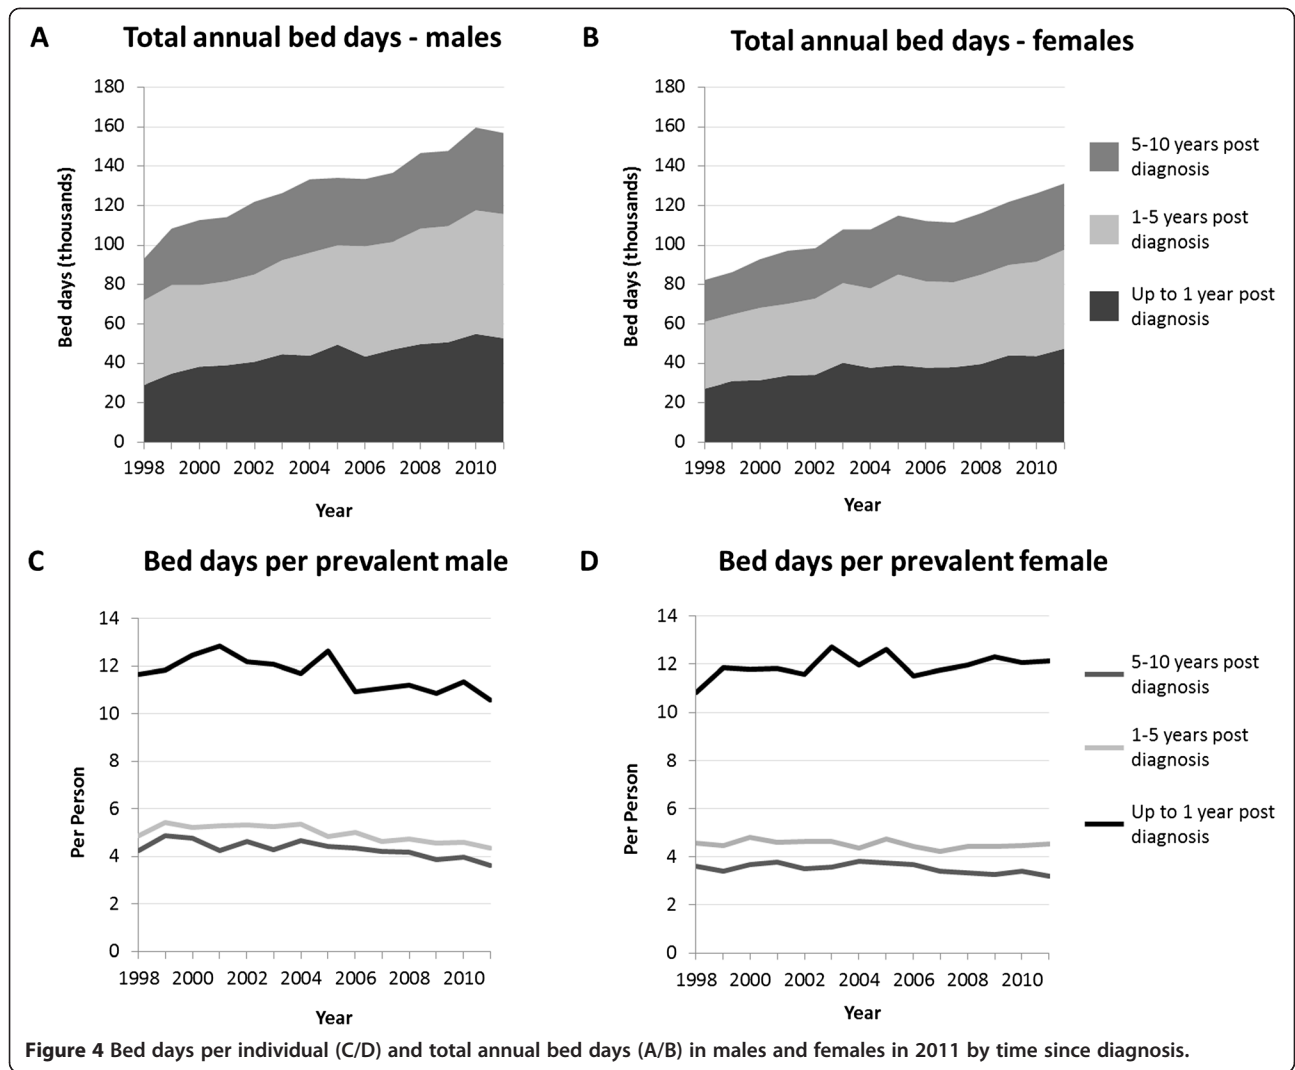 A
Total annual bed days - males
180
160
140
120
100
80
60
40
20
0
Bed days (thousands)
1998 2000 2002 2004 2006 2008 2010
Year
B
Total annual bed days - females
180
160
140
120
100
80
60
40
20
0
Bed days (thousands)
1998 2000 2002 2004 2006 2008 2010
Year
5-10 years post
diagnosis
1-5 years post
diagnosis
Up to 1 year post
diagnosis
C
Bed days per prevalent male
14
12
10
8
6
4
2
0
Per Person
1998 2000 2002 2004 2006 2008 2010
Year
D
Bed days per prevalent female
14
12
10
8
6
4
2
0
Per Person
1998 2000 2002 2004 2006 2008 2010
Year
5-10 years post
diagnosis
1-5 years post
diagnosis
Up to 1 year post
diagnosis
Figure 4 Bed days per individual (C/D) and total annual bed days (A/B) in males and females in 2011 by time since diagnosis.